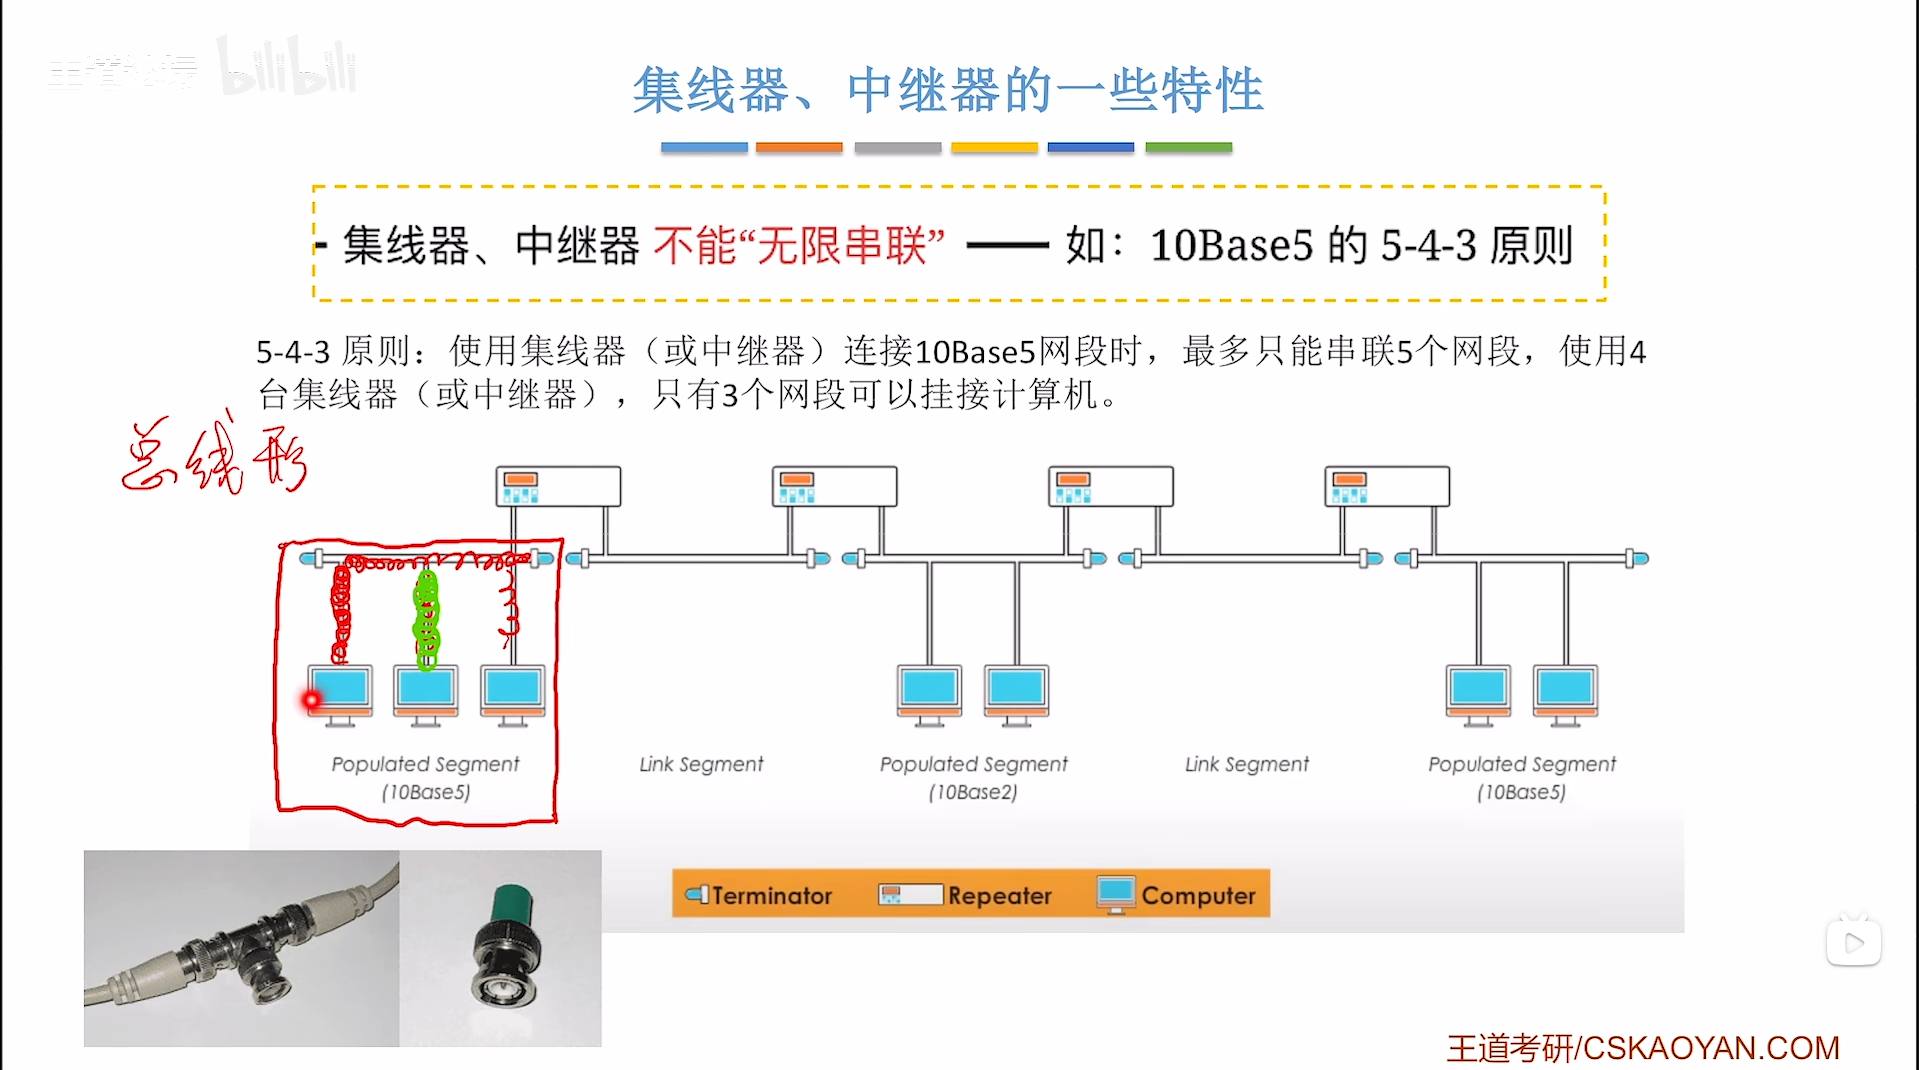 bilibili
集线器、中继器的一些特性
- 集线器、中继器 不能“无限串联” —— 如：10Base5 的 5-4-3 原则
5-4-3 原则：使用集线器（或中继器）连接10Base5网段时，最多只能串联5个网段，使用4
台集线器（或中继器），只有3个网段可以挂接计算机。
总线形
Populated Segment
(10Base5)
Link Segment
Populated Segment
(10Base2)
Link Segment
Populated Segment
(10Base5)
Terminator
Repeater
Computer
王道考研/CSKAOYAN.COM